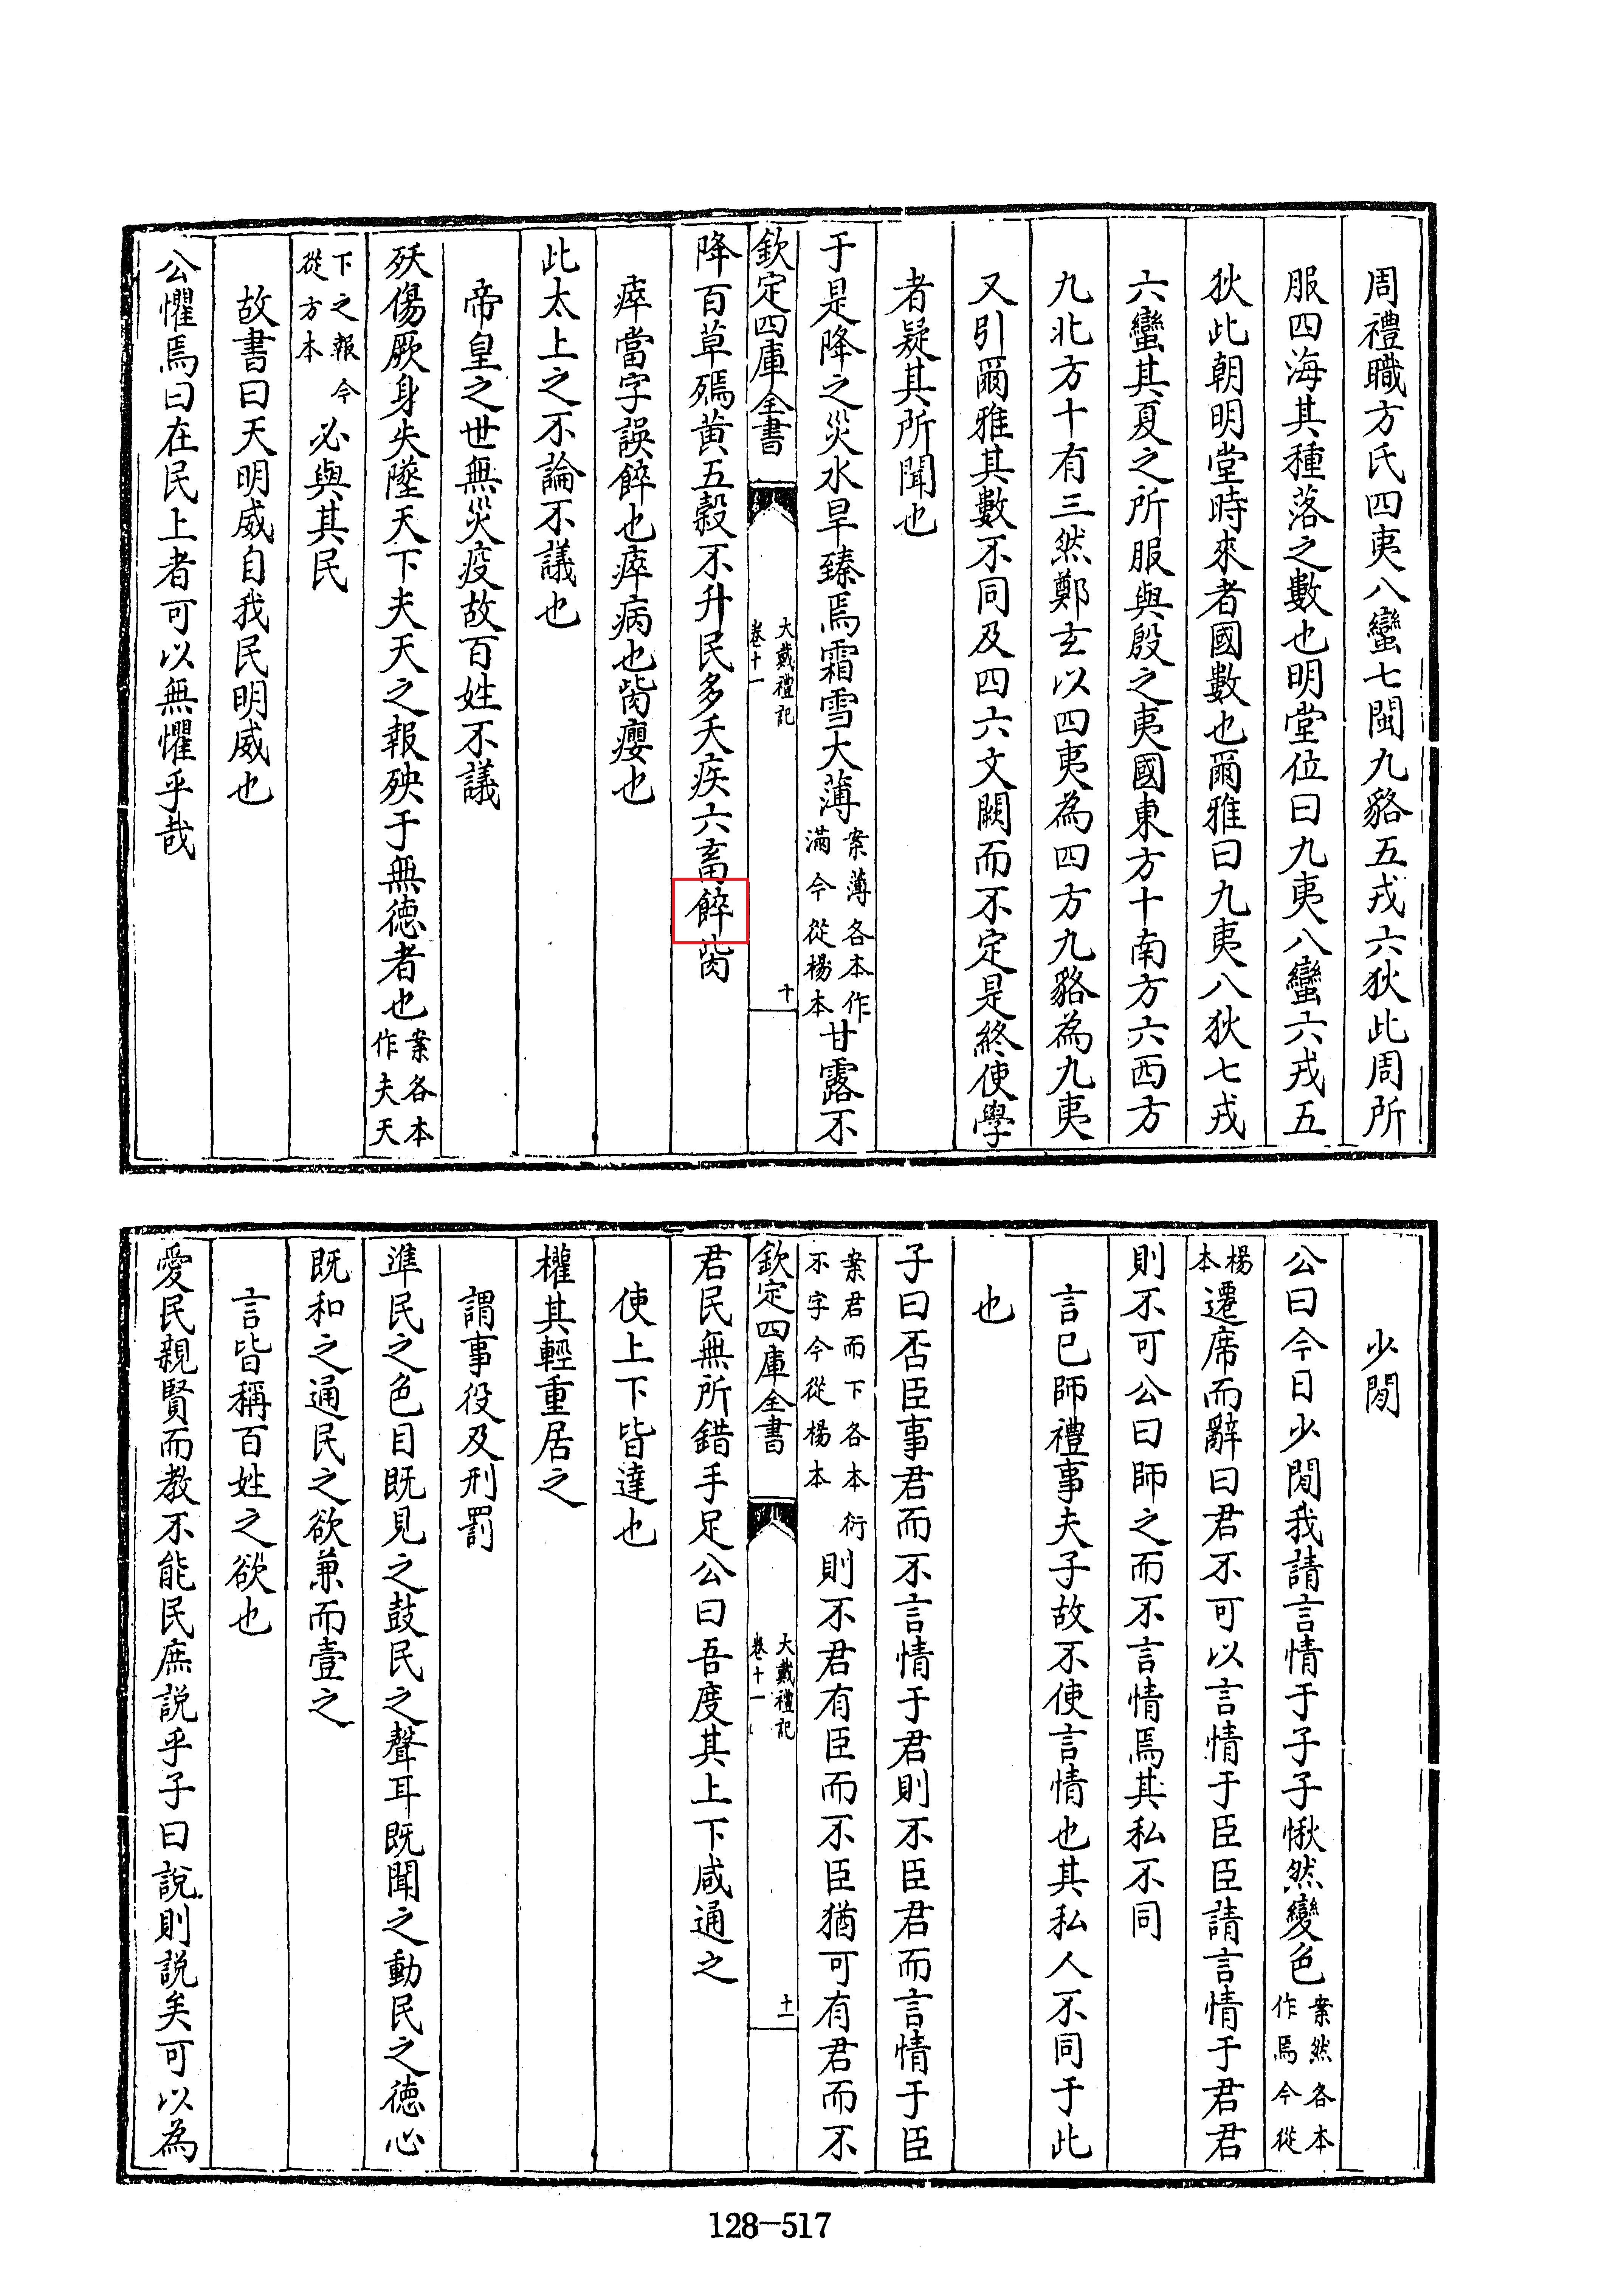 周禮職方氏四夷八蠻七閩九貉五戎六狄此周所
服四海其種落之數也明堂位曰九夷八蠻六戎五
狄此朝明堂時來者國數也爾雅曰九夷八狄七戎
六蠻其夏之所服與殷之夷國東方十南方六西方
九北方十有三然鄭玄以四夷為四方九貉為九夷
又引爾雅其數不同及四六文闕而不定是終使學
者疑其所聞也
于是降之災水旱臻焉霜雪大薄案薄各本作滿今從楊本甘露不
欽定四庫全書
大戴禮記
卷十一
十
降百草殰黄五穀不升民多夭疾六畜䬽胔
瘁當字誤䬽也瘁病也胔癭也
此太上之不論不議也
帝皇之世無災疫故百姓不議
殀傷厥身失墜天下夫天之報殃于無德者也案各本作夫天
下之報今從方本必與其民
故書曰天明威自我民明威也
公懼焉曰在民上者可以無懼乎哉
少閒
公曰今日少閒我請言情于子子愀然變色案然各本作焉今從
楊本遷席而辭曰君不可以言情于臣臣請言情于君君
則不可公曰師之而不言情焉其私不同
言已師禮事夫子故不使言情也其私人不同于此
也
子曰否臣事君而不言情于君則不臣君而言情于臣
案君而下各本衍不字今從楊本則不君有臣而不臣猶可有君而不
欽定四庫全書
大戴禮記
卷十一
十一
君民無所錯手足公曰吾度其上下咸通之
使上下皆達也
權其輕重居之
謂事役及刑罰
準民之色目既見之鼓民之聲耳既聞之動民之德心
既和之通民之欲兼而壹之
言皆稱百姓之欲也
愛民親賢而教不能民庶說乎子曰說則說矣可以為
128-517